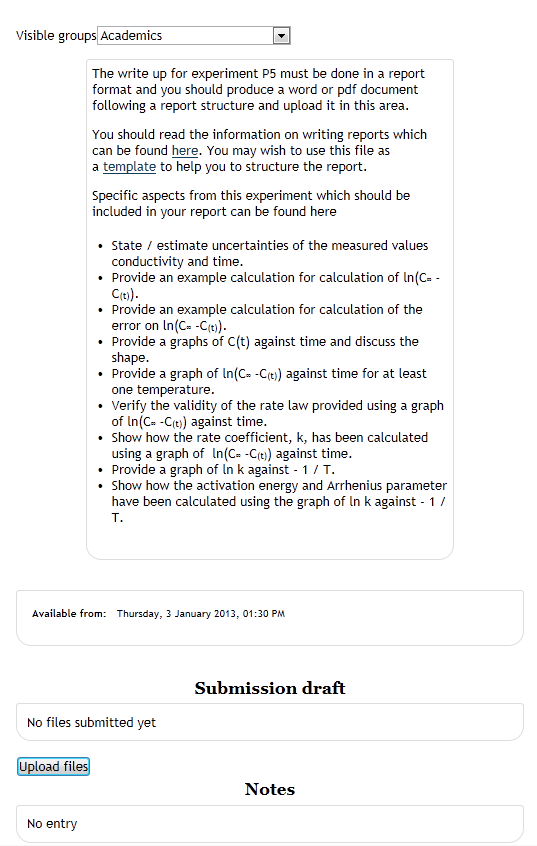 Visible groups Academics
The write up for experiment P5 must be done in a report
format and you should produce a word or pdf document
following a report structure and upload it in this area.
You should read the information on writing reports which
can be found here. You may wish to use this file as
a template to help you to structure the report.
Specific aspects from this experiment which should be
included in your report can be found here
• State / estimate uncertainties of the measured values
conductivity and time.
• Provide an example calculation for calculation of ln(C∞ -
C(t)).
• Provide an example calculation for calculation of the
error on ln(C∞ -C(t)).
• Provide a graphs of C(t) against time and discuss the
shape.
• Provide a graph of ln(C∞ -C(t)) against time for at least
one temperature.
• Verify the validity of the rate law provided using a graph
of ln(C∞ -C(t)) against time.
• Show how the rate coefficient, k, has been calculated
using a graph of ln(C∞ -C(t)) against time.
• Provide a graph of ln k against - 1 / T.
• Show how the activation energy and Arrhenius parameter
have been calculated using the graph of ln k against - 1 /
T.
Available from: Thursday, 3 January 2013, 01:30 PM
Submission draft
No files submitted yet
Upload files
Notes
No entry